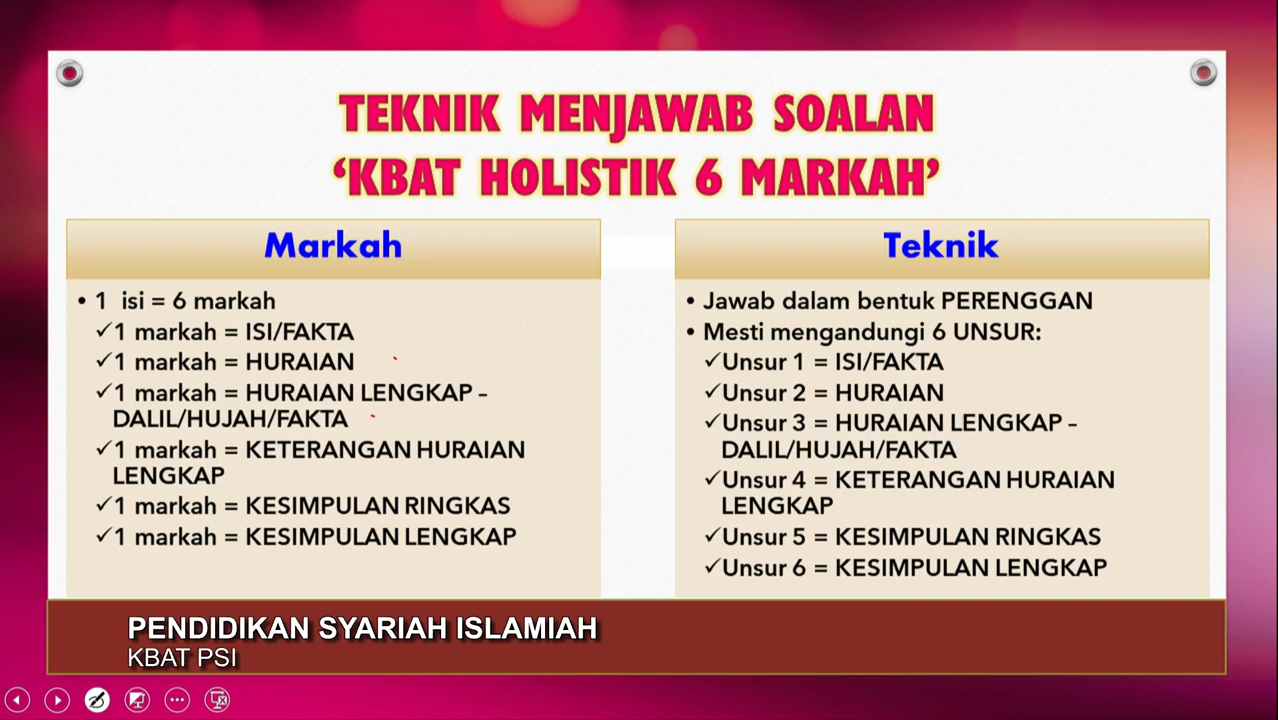 TEKNIK MENJAWAB SOALAN
‘KBAT HOLISTIK 6 MARKAH’
Markah
• 1 isi = 6 markah
✓1 markah = ISI/FAKTA
✓1 markah = HURAIAN
✓1 markah = HURAIAN LENGKAP –
DALIL/HUJAH/FAKTA
✓1 markah = KETERANGAN HURAIAN
LENGKAP
✓1 markah = KESIMPULAN RINGKAS
✓1 markah = KESIMPULAN LENGKAP
Teknik
• Jawab dalam bentuk PERENGGAN
• Mesti mengandungi 6 UNSUR:
✓Unsur 1 = ISI/FAKTA
✓Unsur 2 = HURAIAN
✓Unsur 3 = HURAIAN LENGKAP –
DALIL/HUJAH/FAKTA
✓Unsur 4 = KETERANGAN HURAIAN
LENGKAP
✓Unsur 5 = KESIMPULAN RINGKAS
✓Unsur 6 = KESIMPULAN LENGKAP
PENDIDIKAN SYARIAH ISLAMIAH
KBAT PSI